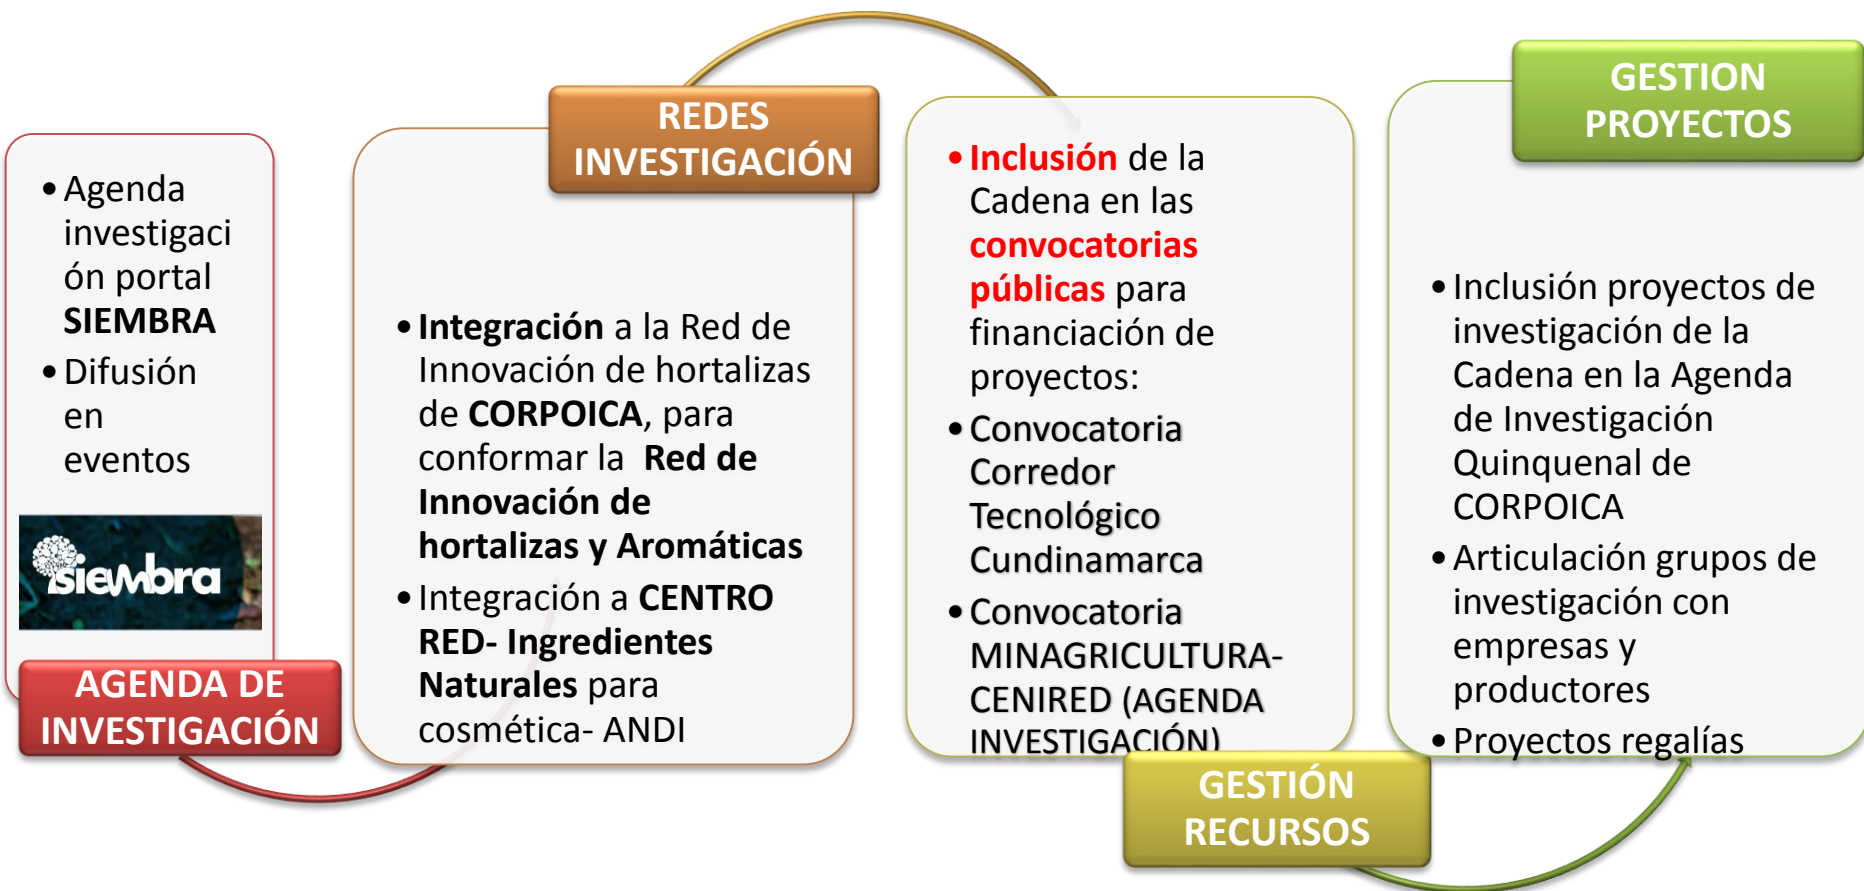 • Agenda
investigaci
ón portal
SIEMBRA
• Difusión
en
eventos
siembra
AGENDA DE
INVESTIGACIÓN
REDES
INVESTIGACIÓN
• Integración a la Red de
Innovación de hortalizas
de CORPOICA, para
conformar la Red de
Innovación de
hortalizas y Aromáticas
• Integración a CENTRO
RED- Ingredientes
Naturales para
cosmética- ANDI
• Inclusión de la
Cadena en las
convocatorias
públicas para
financiación de
proyectos:
• Convocatoria
Corredor
Tecnológico
Cundinamarca
• Convocatoria
MINAGRICULTURA-
CENIRED (AGENDA
INVESTIGACIÓN)
GESTIÓN
RECURSOS
GESTION
PROYECTOS
• Inclusión proyectos de
investigación de la
Cadena en la Agenda
de Investigación
Quinquenal de
CORPOICA
• Articulación grupos de
investigación con
empresas y
productores
• Proyectos regalías